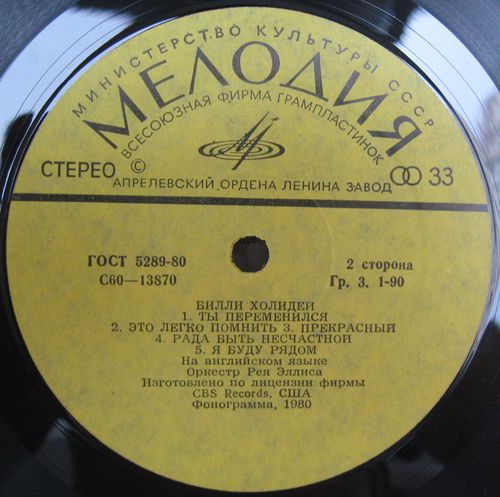 МИНИСТЕРСТВО КУЛЬТУРЫ СССР
МЕЛОДИЯ
ВСЕСОЮЗНАЯ ФИРМА ГРАМПЛАСТИНОК
СТЕРЕО © 33
АПРЕЛЕВСКИЙ ОРДЕНА ЛЕНИНА ЗАВОД
ГОСТ 5289-80 2 сторона
С60—13870 Гр. 3. 1-90
БИЛЛИ ХОЛИДЕЙ
1. ТЫ ПЕРЕМЕНИЛСЯ
2. ЭТО ЛЕГКО ПОМНИТЬ 3. ПРЕКРАСНЫЙ
4. РАДА БЫТЬ НЕСЧАСТНОЙ
5. Я БУДУ РЯДОМ
На английском языке
Оркестр Рея Эллиса
Изготовлено по лицензии фирмы
CBS Records, США
Фонограмма, 1980